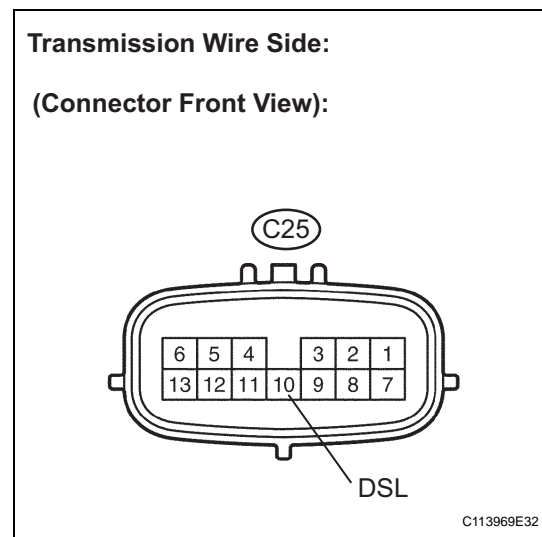 Transmission Wire Side:
(Connector Front View):
C25
6 5 4 3 2 1
13 12 11 10 9 8 7
DSL
C113969E32